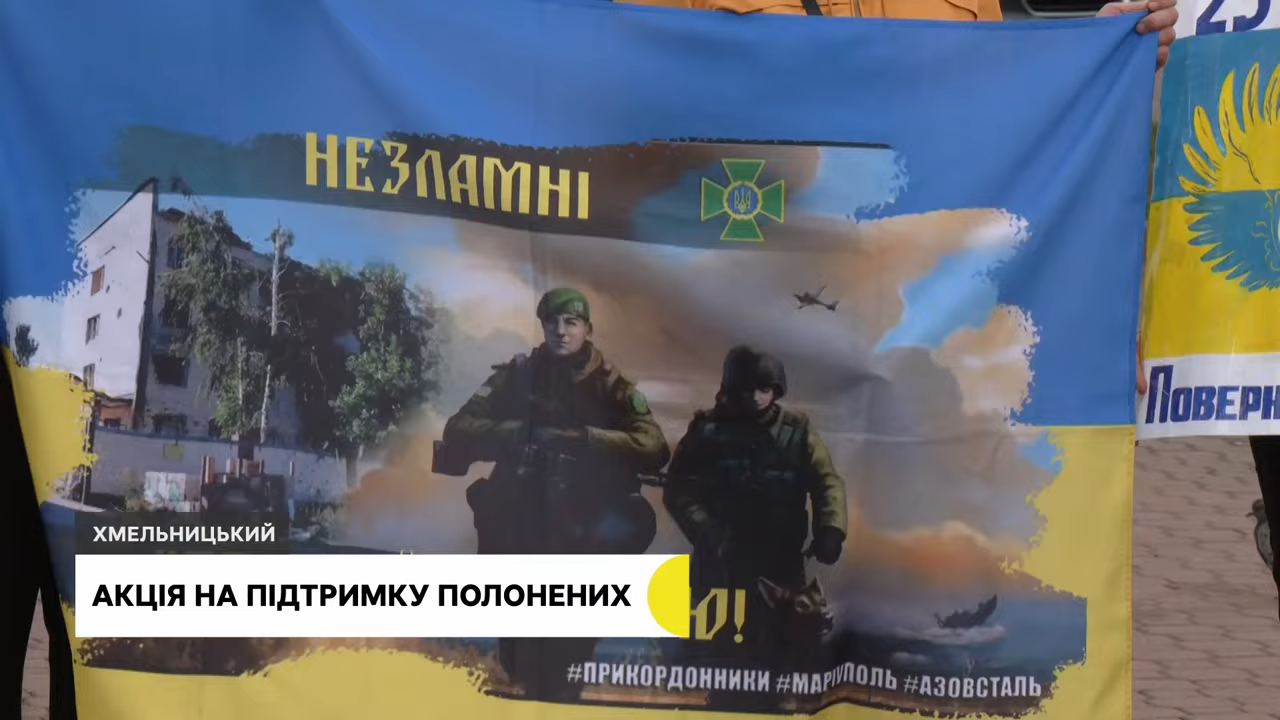 25
НЕЗЛАМНІ
ПОВЕРН
ХМЕЛЬНИЦЬКИЙ
АКЦІЯ НА ПІДТРИМКУ ПОЛОНЕНИХ
Ю!
#ПРИКОРДОННИКИ #МАРІУПОЛЬ #АЗОВСТАЛЬ